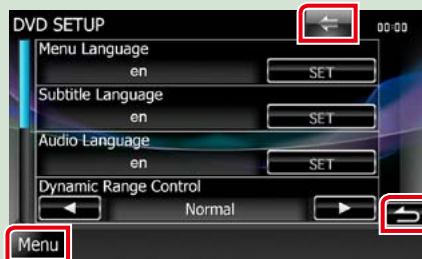 DVD SETUP
00:00
Menu Language
en SET
Subtitle Language
en SET
Audio Language
en SET
Dynamic Range Control
Normal
Menu